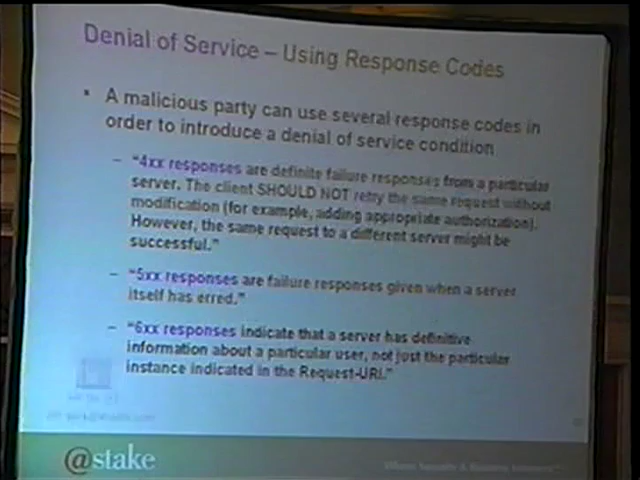 Denial of Service – Using Response Codes
• A malicious party can use several response codes in
order to introduce a denial of service condition
– "4xx responses are definite failure responses from a particular
server. The client SHOULD NOT retry the same request without
modification (for example, adding appropriate authorization).
However, the same request to a different server might be
successful."
– "5xx responses are failure responses given when a server
itself has erred."
– "6xx responses indicate that a server has definitive
information about a particular user, not just the particular
instance indicated in the Request-URI."
@stake